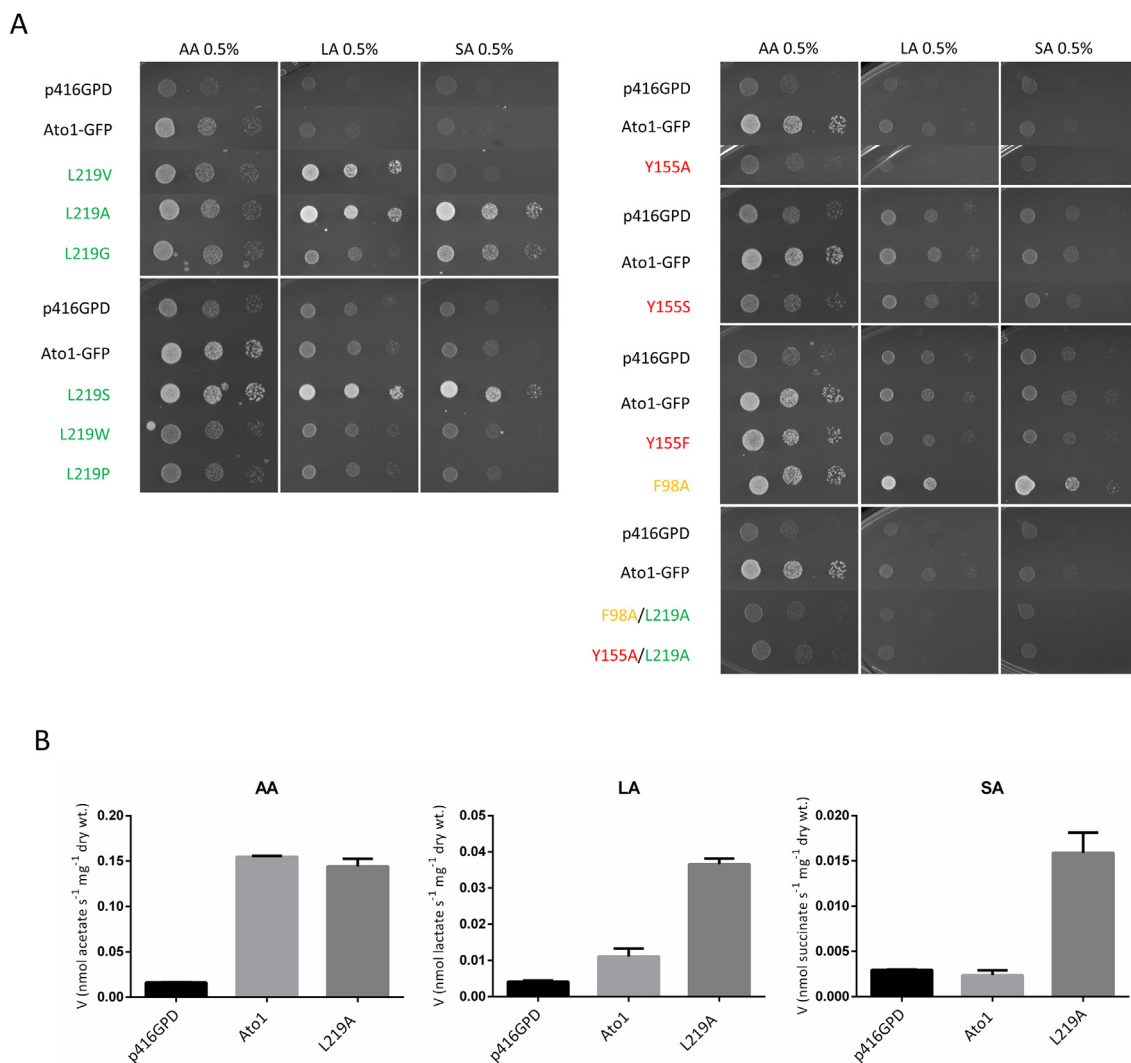 A
AA 0.5% LA 0.5% SA 0.5%
p416GPD
Ato1-GFP
L219V
L219A
L219G
p416GPD
Ato1-GFP
L219S
L219W
L219P
AA 0.5% LA 0.5% SA 0.5%
p416GPD
Ato1-GFP
Y155A
p416GPD
Ato1-GFP
Y155S
p416GPD
Ato1-GFP
Y155F
F98A
p416GPD
Ato1-GFP
F98A/L219A
Y155A/L219A
B
AA
V (nmol acetate s⁻¹ mg⁻¹ dry wt.)
0.20
0.15
0.10
0.05
0.00
p416GPD
Ato1
L219A
LA
V (nmol lactate s⁻¹ mg⁻¹ dry wt.)
0.05
0.04
0.03
0.02
0.01
0.00
p416GPD
Ato1
L219A
SA
V (nmol succinate s⁻¹ mg⁻¹ dry wt.)
0.020
0.015
0.010
0.005
0.000
p416GPD
Ato1
L219A